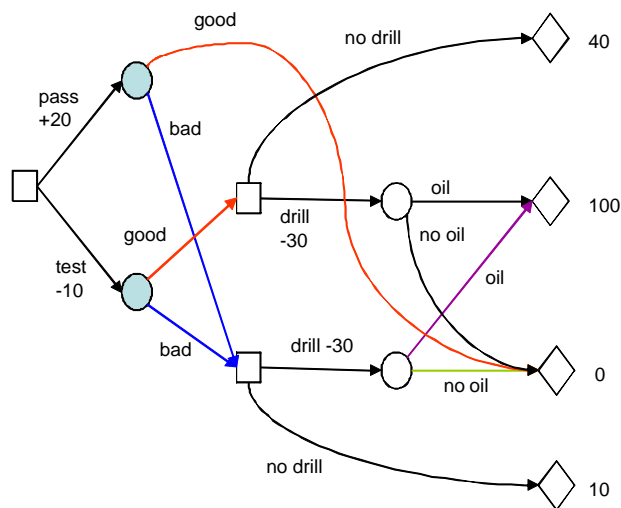 good
no drill
40
pass
+20
bad
oil
100
drill
-30
no oil
good
test
-10
oil
drill -30
bad
no oil
0
no drill
10